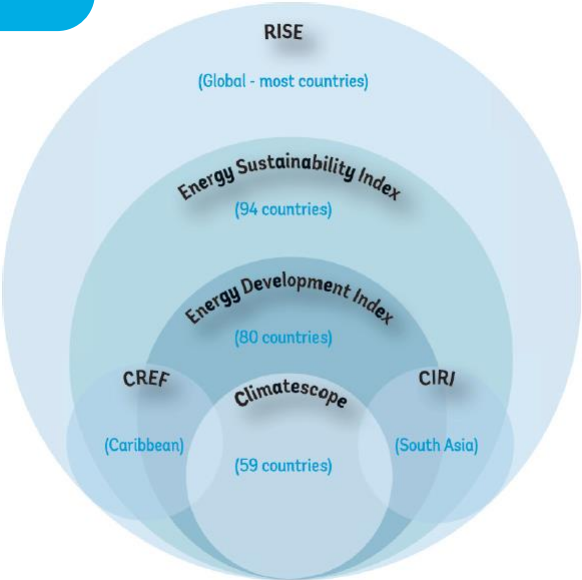 RISE
(Global - most countries)
Energy Sustainability Index
(94 countries)
Energy Development Index
(80 countries)
CREF
(Caribbean)
Climatescope
(59 countries)
CIRI
(South Asia)